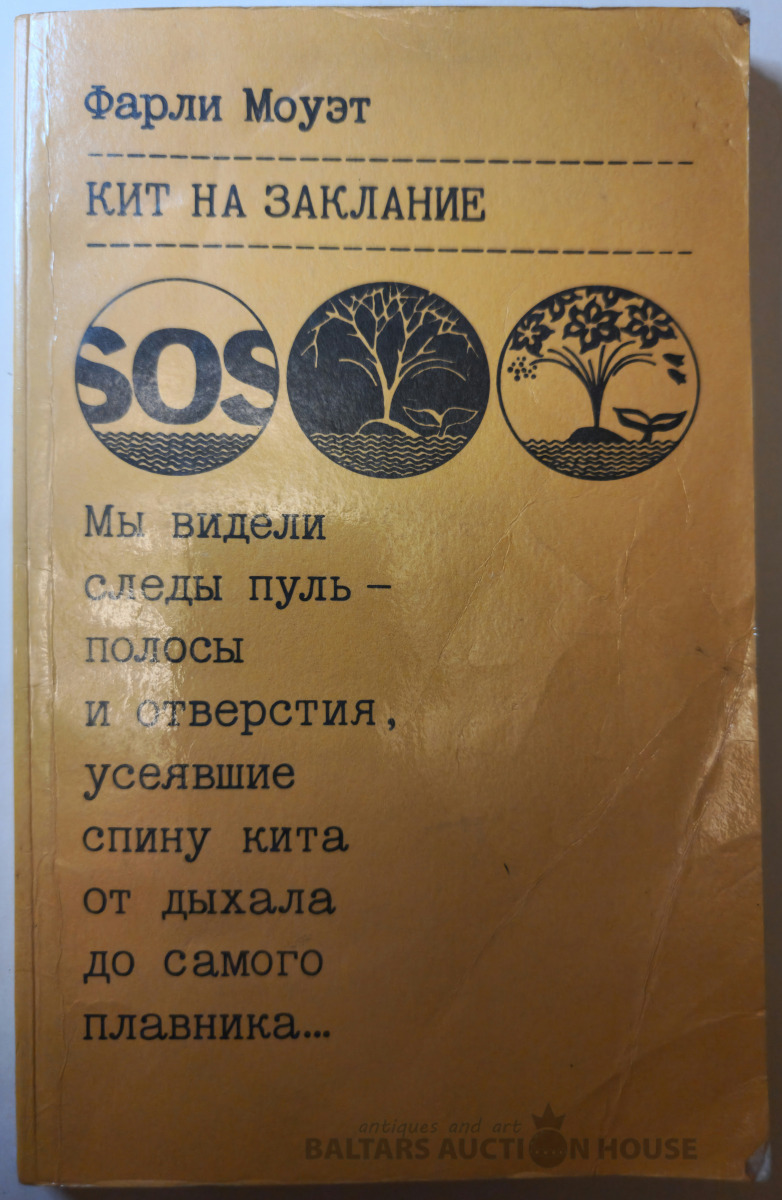 Фарли Моуэт
КИТ НА ЗАКЛАНИЕ
SOS
Мы видели
следы пуль –
полосы
и отверстия,
усеявшие
спину кита
от дыхала
до самого
плавника...
antiques and art
BALTARS AUCTION HOUSE